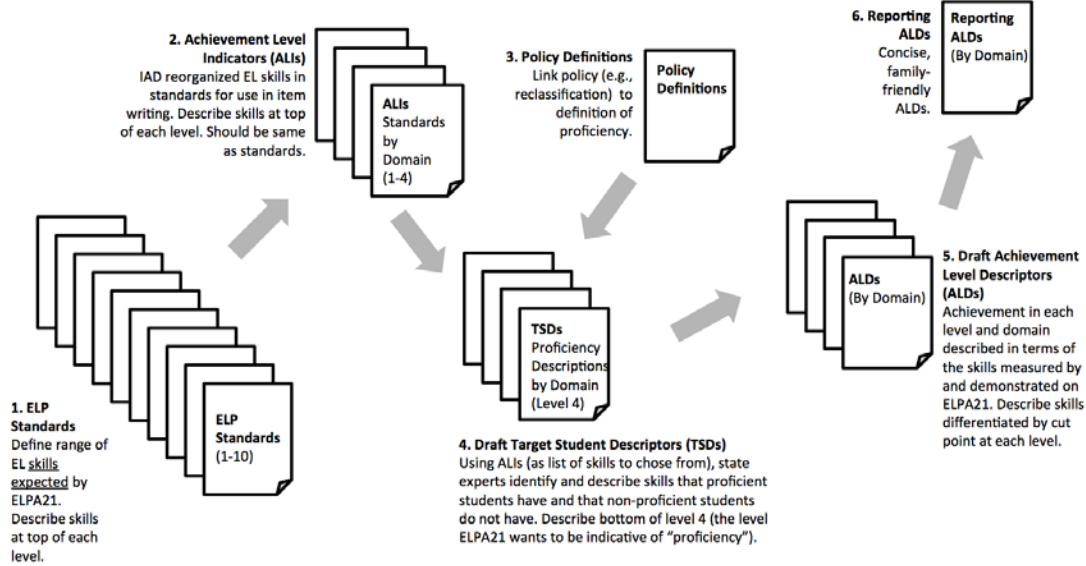 1. ELP
Standards
Define range of
EL skills
expected by
ELPA21.
Describe skills
at top of each
level.
ELP
Standards
(1-10)
2. Achievement Level
Indicators (ALIs)
IAD reorganized EL skills in
standards for use in item
writing. Describe skills at top
of each level. Should be same
as standards.
ALIs
Standards
by
Domain
(1-4)
3. Policy Definitions
Link policy (e.g.,
reclassification) to
definition of
proficiency.
Policy
Definitions
TSDs
Proficiency
Descriptions
by Domain
(Level 4)
4. Draft Target Student Descriptors (TSDs)
Using ALIs (as list of skills to chose from), state
experts identify and describe skills that proficient
students have and that non-proficient students
do not have. Describe bottom of level 4 (the level
ELPA21 wants to be indicative of “proficiency”).
ALDs
(By Domain)
5. Draft Achievement
Level Descriptors
(ALDs)
Achievement in each
level and domain
described in terms of
the skills measured by
and demonstrated on
ELPA21. Describe skills
differentiated by cut
point at each level.
6. Reporting
ALDs
Concise,
family-
friendly
ALDs.
Reporting
ALDs
(By Domain)